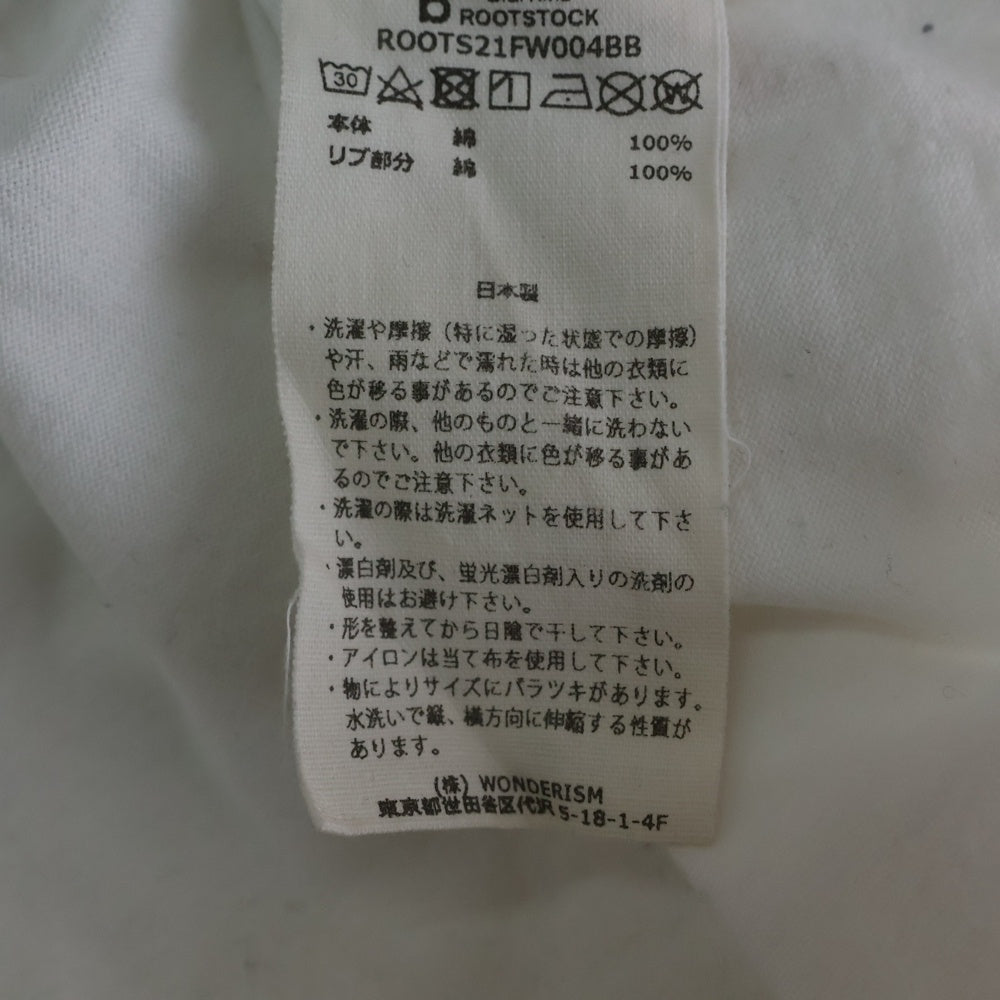 b
ROOTSTOCK
ROOTS21FW004BB
30
W
本体 綿 100%
リブ部分 綿 100%
日本製
・洗濯や摩擦（特に湿った状態での摩擦）
や汗、雨などで濡れた時は他の衣類に
色が移る事があるのでご注意下さい。
・洗濯の際、他のものと一緒に洗わない
で下さい。他の衣類に色が移る事があ
るのでご注意下さい。
・洗濯の際は洗濯ネットを使用して下さ
い。
・漂白剤及び、蛍光漂白剤入りの洗剤の
使用はお避け下さい。
・形を整えてから日陰で干して下さい。
・アイロンは当て布を使用して下さい。
・物によりサイズにバラツキがあります。
水洗いで縦、横方向に伸縮する性質が
あります。
(株) WONDERISM
東京都世田谷区代沢 5-18-1-4F